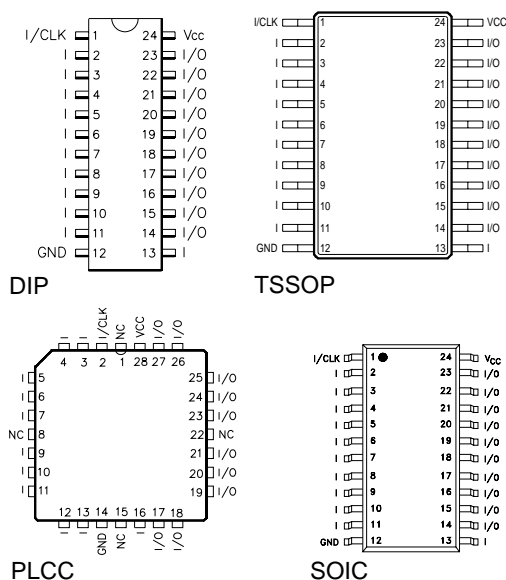 I/CLK 1 24 Vcc
I 2 23 I/O
I 3 22 I/O
I 4 21 I/O
I 5 20 I/O
I 6 19 I/O
I 7 18 I/O
I 8 17 I/O
I 9 16 I/O
I 10 15 I/O
I 11 14 I/O
GND 12 13 I
DIP
I/CLK 1 24 VCC
I 2 23 I/O
I 3 22 I/O
I 4 21 I/O
I 5 20 I/O
I 6 19 I/O
I 7 18 I/O
I 8 17 I/O
I 9 16 I/O
I 10 15 I/O
I 11 14 I/O
GND 12 13 I
TSSOP
I I I/CLK NC VCC I/O I/O
4 3 2 1 28 27 26
I 5 25 I/O
I 6 24 I/O
I 7 23 I/O
NC 8 22 NC
I 9 21 I/O
I 10 20 I/O
I 11 19 I/O
12 13 14 15 16 17 18
I I GND NC I I/O I/O
PLCC
I/CLK 1 24 VCC
I 2 23 I/O
I 3 22 I/O
I 4 21 I/O
I 5 20 I/O
I 6 19 I/O
I 7 18 I/O
I 8 17 I/O
I 9 16 I/O
I 10 15 I/O
I 11 14 I/O
GND 12 13 I
SOIC